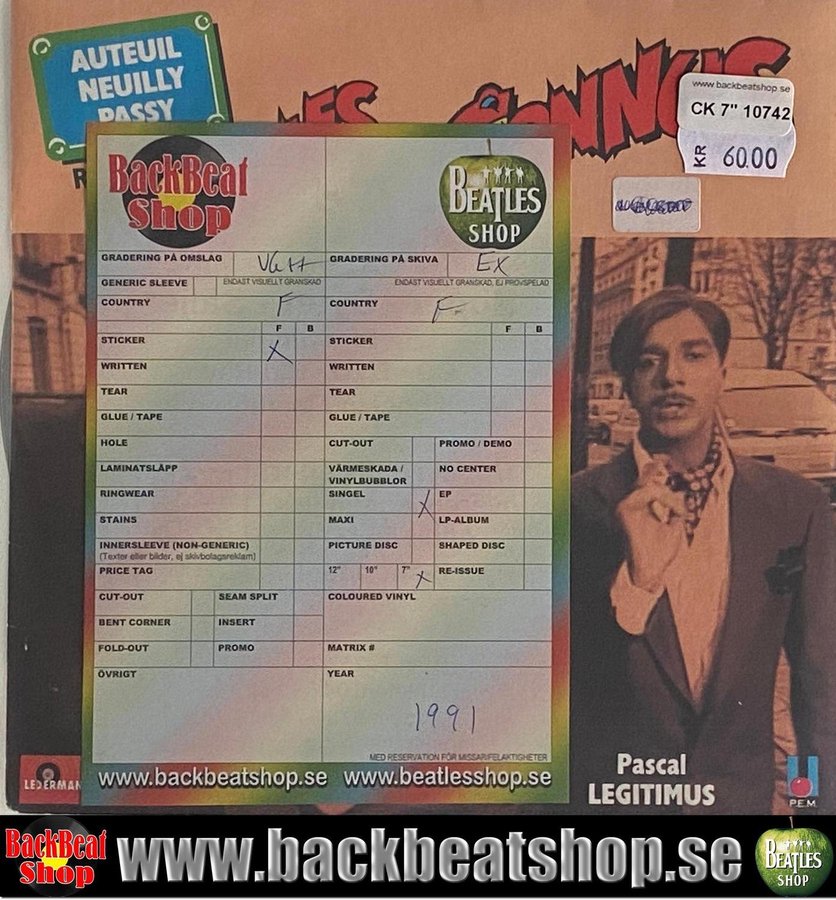 AUTEUIL
NEUILLY
PASSY
www.backbeatshop.se
CK 7" 10742
KR 60.00
BackBeat
Shop
BEATLES
SHOP
GRADERING PÅ OMSLAG VG++ GRADERING PÅ SKIVA EX
GENERIC SLEEVE ENDAST VISUELLT GRANSKAD ENDAST VISUELLT GRANSKAD, EJ PROVSPELAD
COUNTRY F COUNTRY F
F B F B
STICKER X STICKER
WRITTEN WRITTEN
TEAR TEAR
GLUE / TAPE GLUE / TAPE
HOLE CUT-OUT PROMO / DEMO
LAMINATSLÄPP VÄRMESKADA / NO CENTER
VINYLBUBBLOR
RINGWEAR SINGEL X EP
STAINS MAXI LP-ALBUM
INNERSLEEVE (NON-GENERIC) PICTURE DISC SHAPED DISC
(Texter eller bilder, ej skivbolagsreklam)
PRICE TAG 12" 10" 7" X RE-ISSUE
CUT-OUT SEAM SPLIT COLOURED VINYL
BENT CORNER INSERT
FOLD-OUT PROMO MATRIX #
ÖVRIGT YEAR
1991
MED RESERVATION FÖR MISSAR/FELAKTIGHETER
www.backbeatshop.se www.beatlesshop.se
LEDERMAN
Pascal
LEGITIMUS
P.E.M.
BackBeat
Shop
www.backbeatshop.se
BEATLES
SHOP